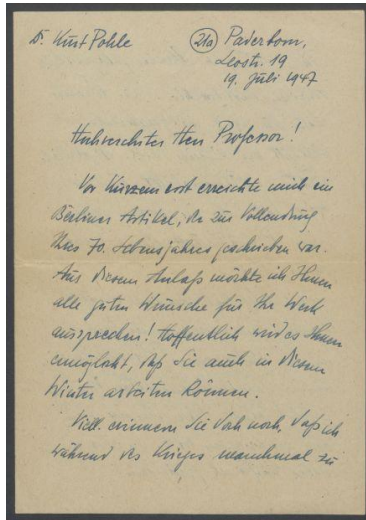 Dr. Kurt Pohle
(21a) Paderborn,
Leostr. 19
19. Juli 1947
Hochverehrter Herr Professor!
Vor Kurzem erst erreichte mich ein
Berliner Artikel, der zur Vollendung
Ihres 70. Lebensjahres geschrieben war.
Aus diesem Anlaß möchte ich Ihnen
alle guten Wünsche für Ihr Werk
aussprechen! Hoffentlich wird es Ihnen
ermöglicht, daß Sie auch in diesem
Winter arbeiten können.
Viell. erinnern Sie sich noch, daß ich
während des Krieges manchmal zu